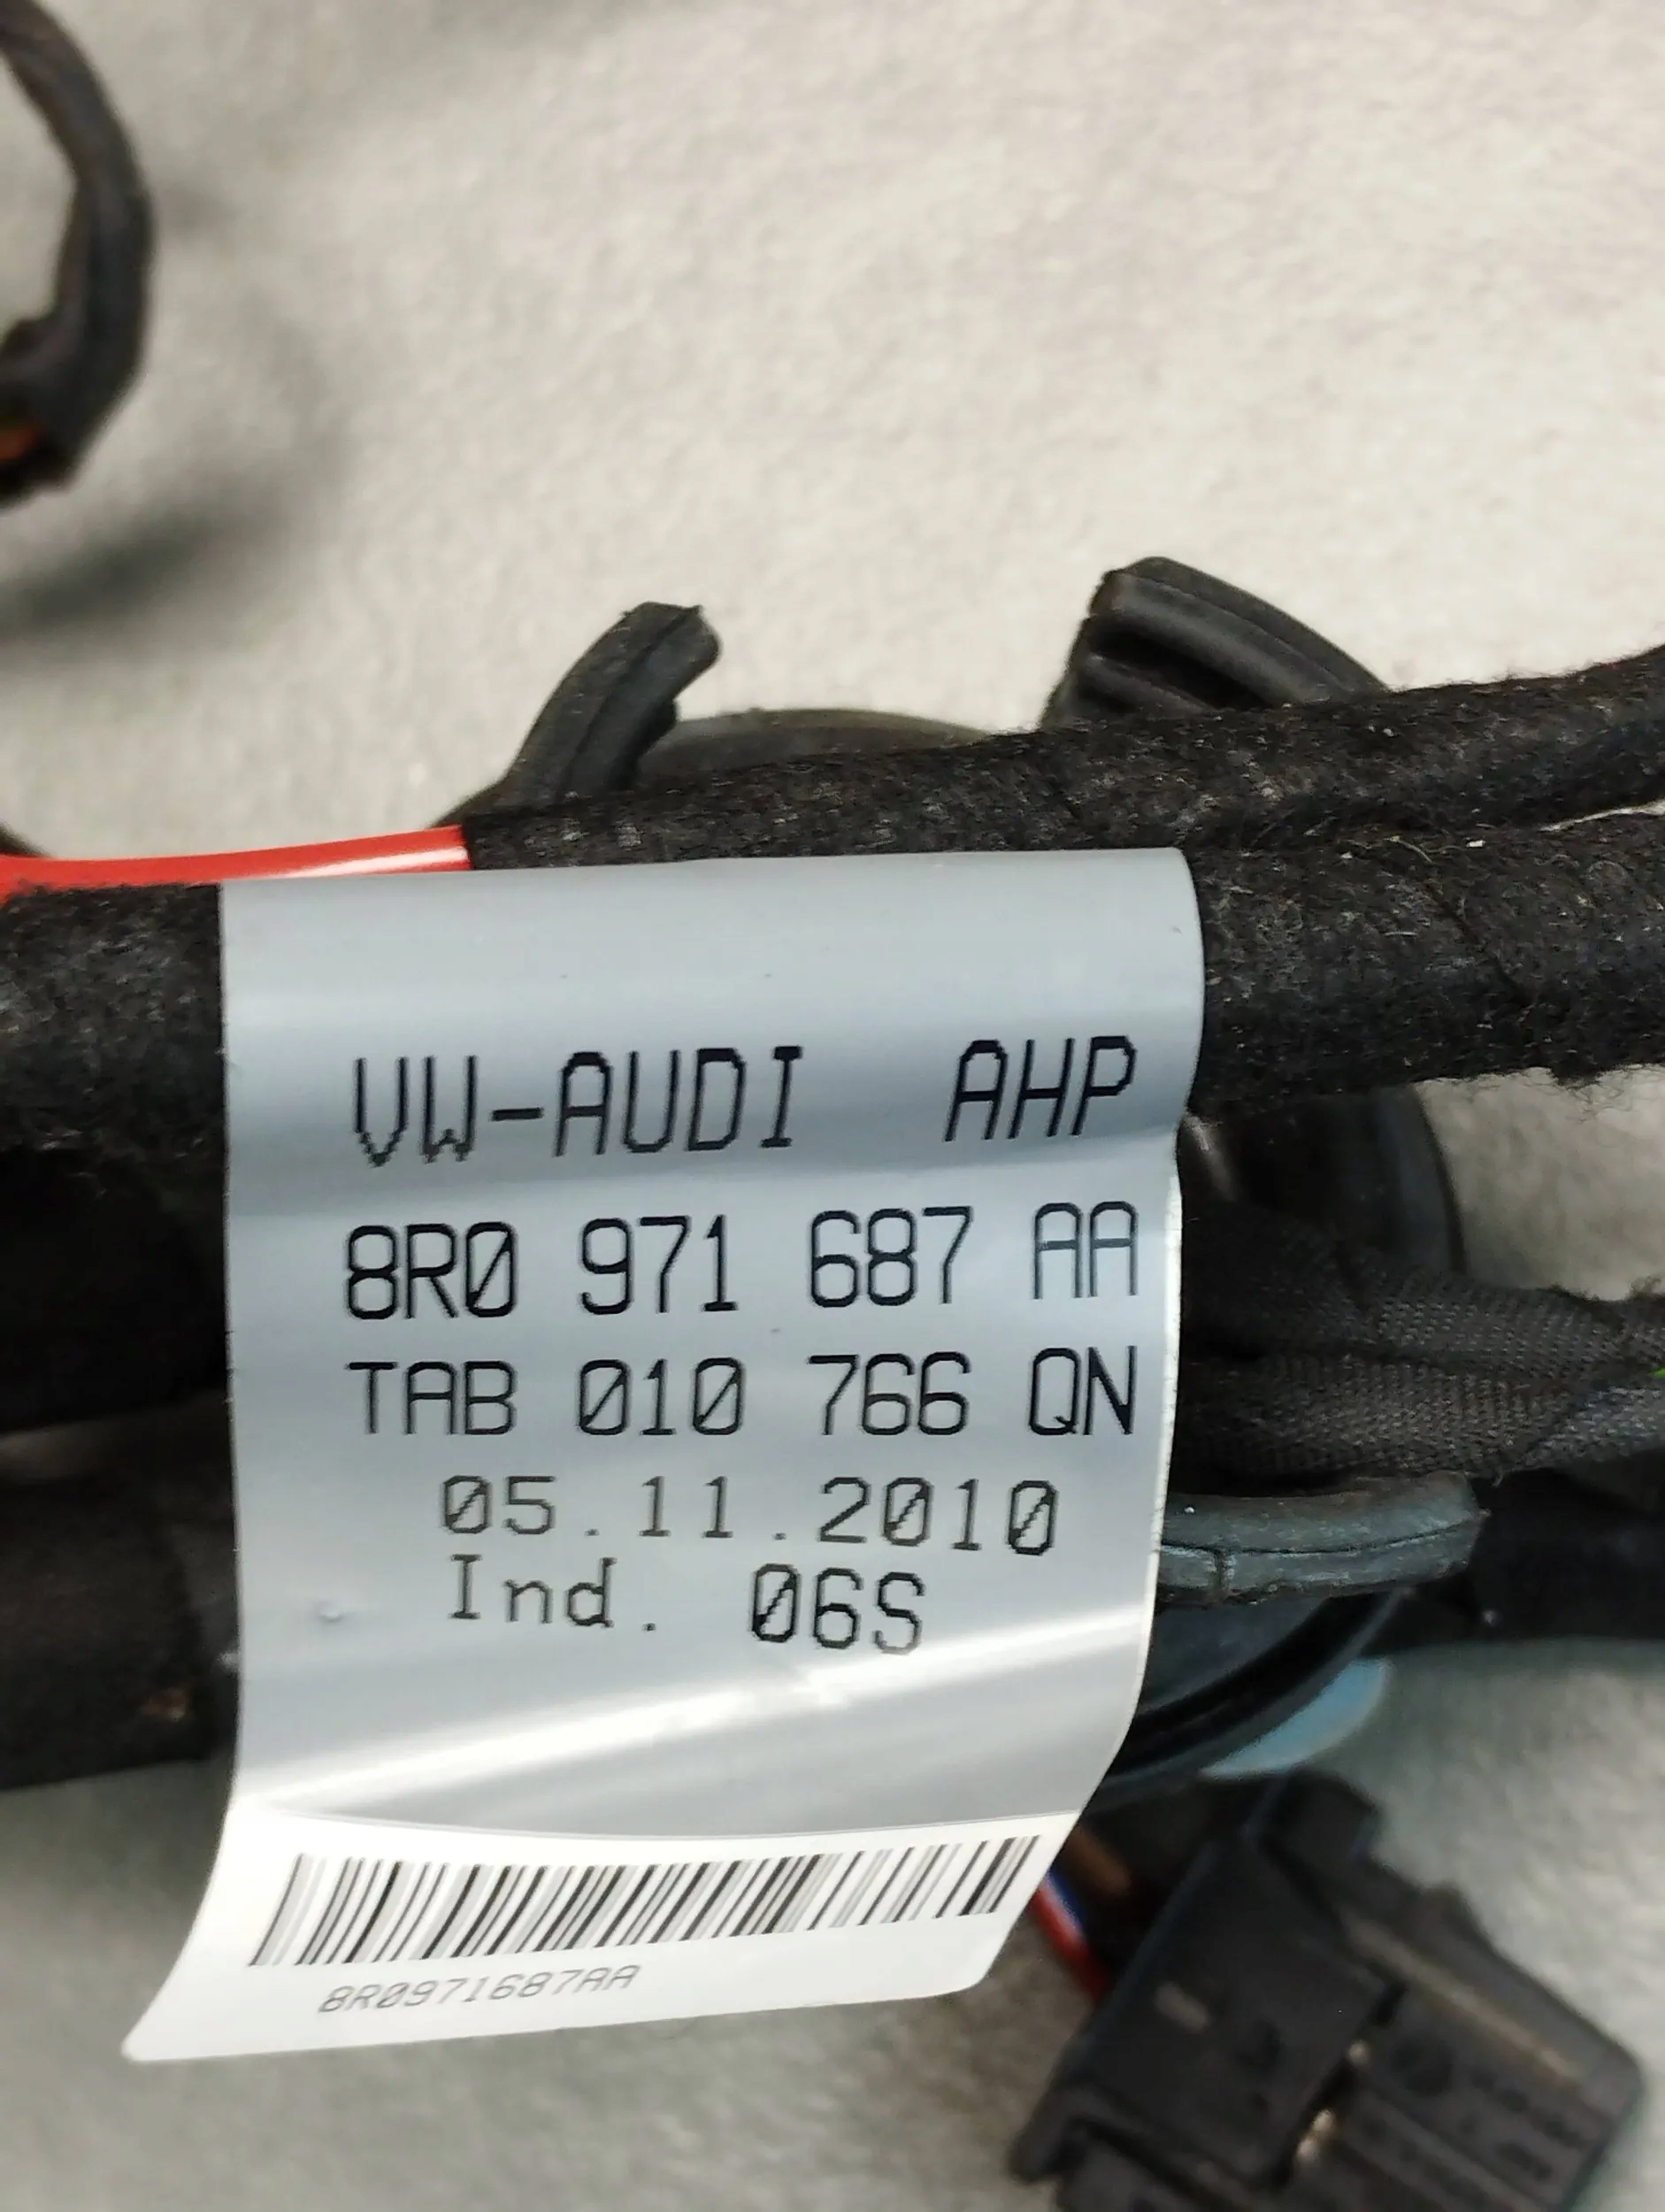 VW-AUDI AHP
8R0 971 687 AA
TAB 010 766 QN
05.11.2010
Ind. 06S
8R0971687AA